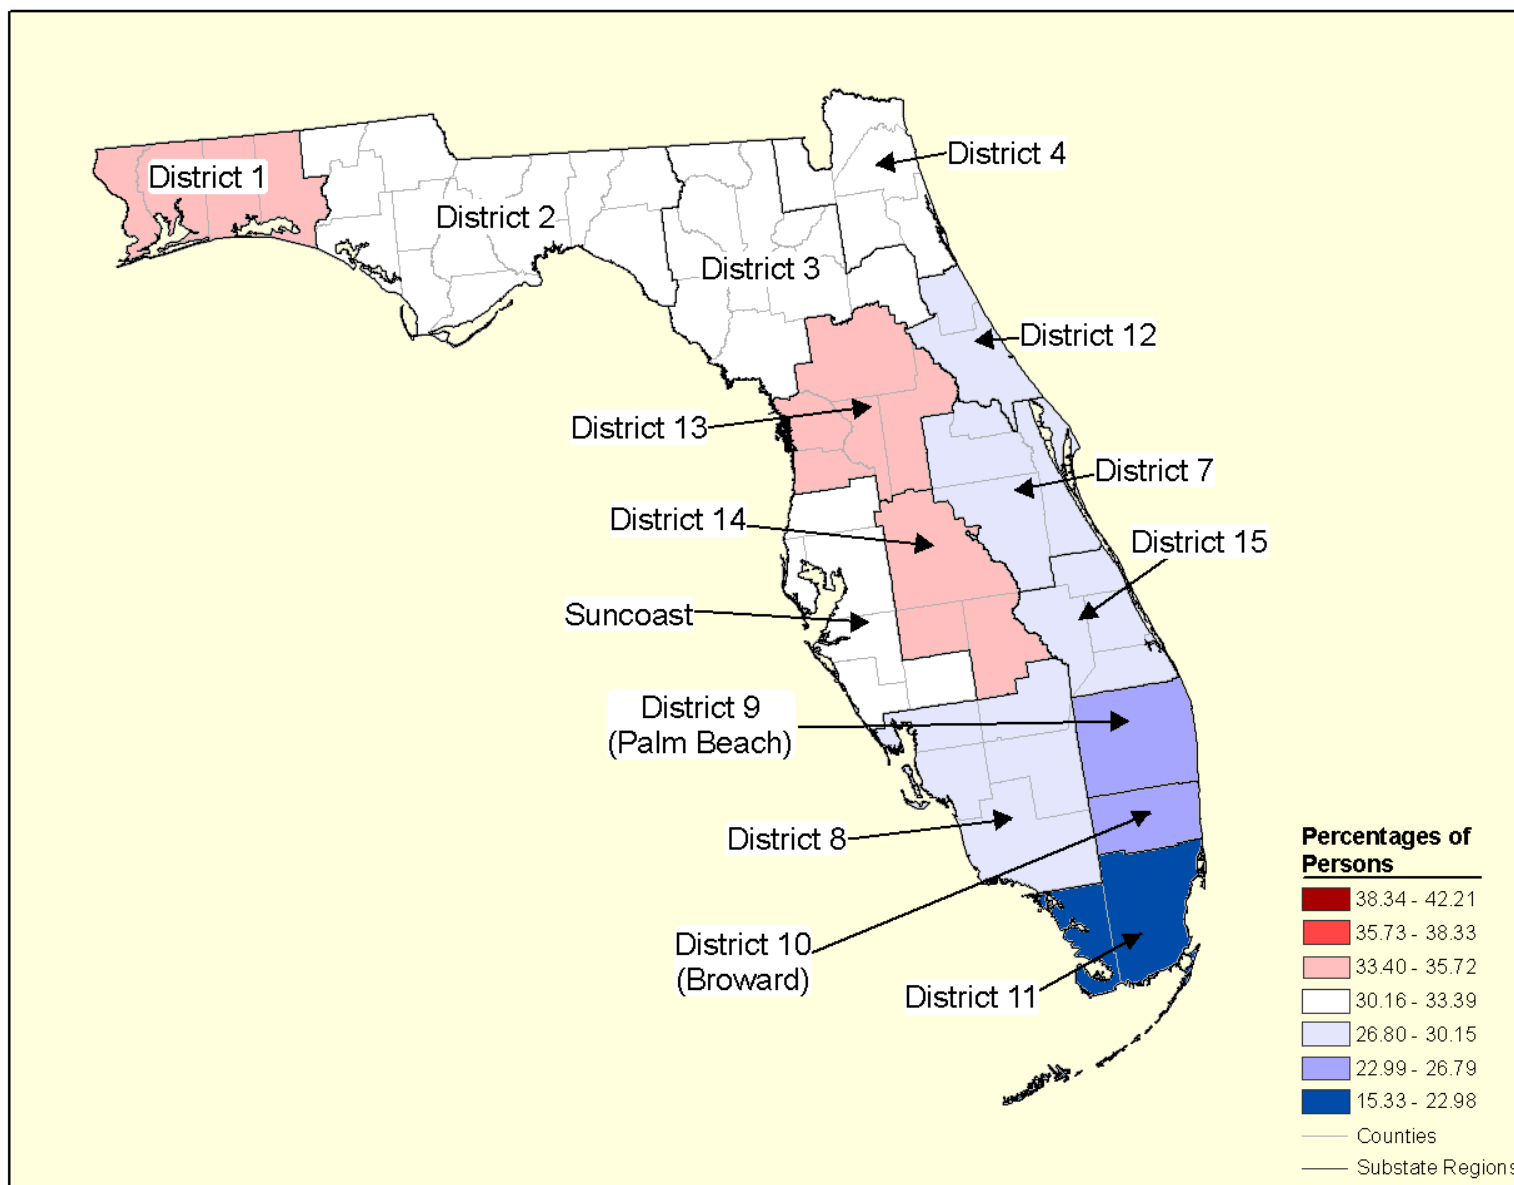 District 4
District 1
District 2
District 3
District 12
District 13
District 7
District 14
District 15
Suncoast
District 9
(Palm Beach)
District 8
District 10
(Broward)
District 11
Percentages of
Persons
38.34 - 42.21
35.73 - 38.33
33.40 - 35.72
30.16 - 33.39
26.80 - 30.15
22.99 - 26.79
15.33 - 22.98
Counties
Substate Regions